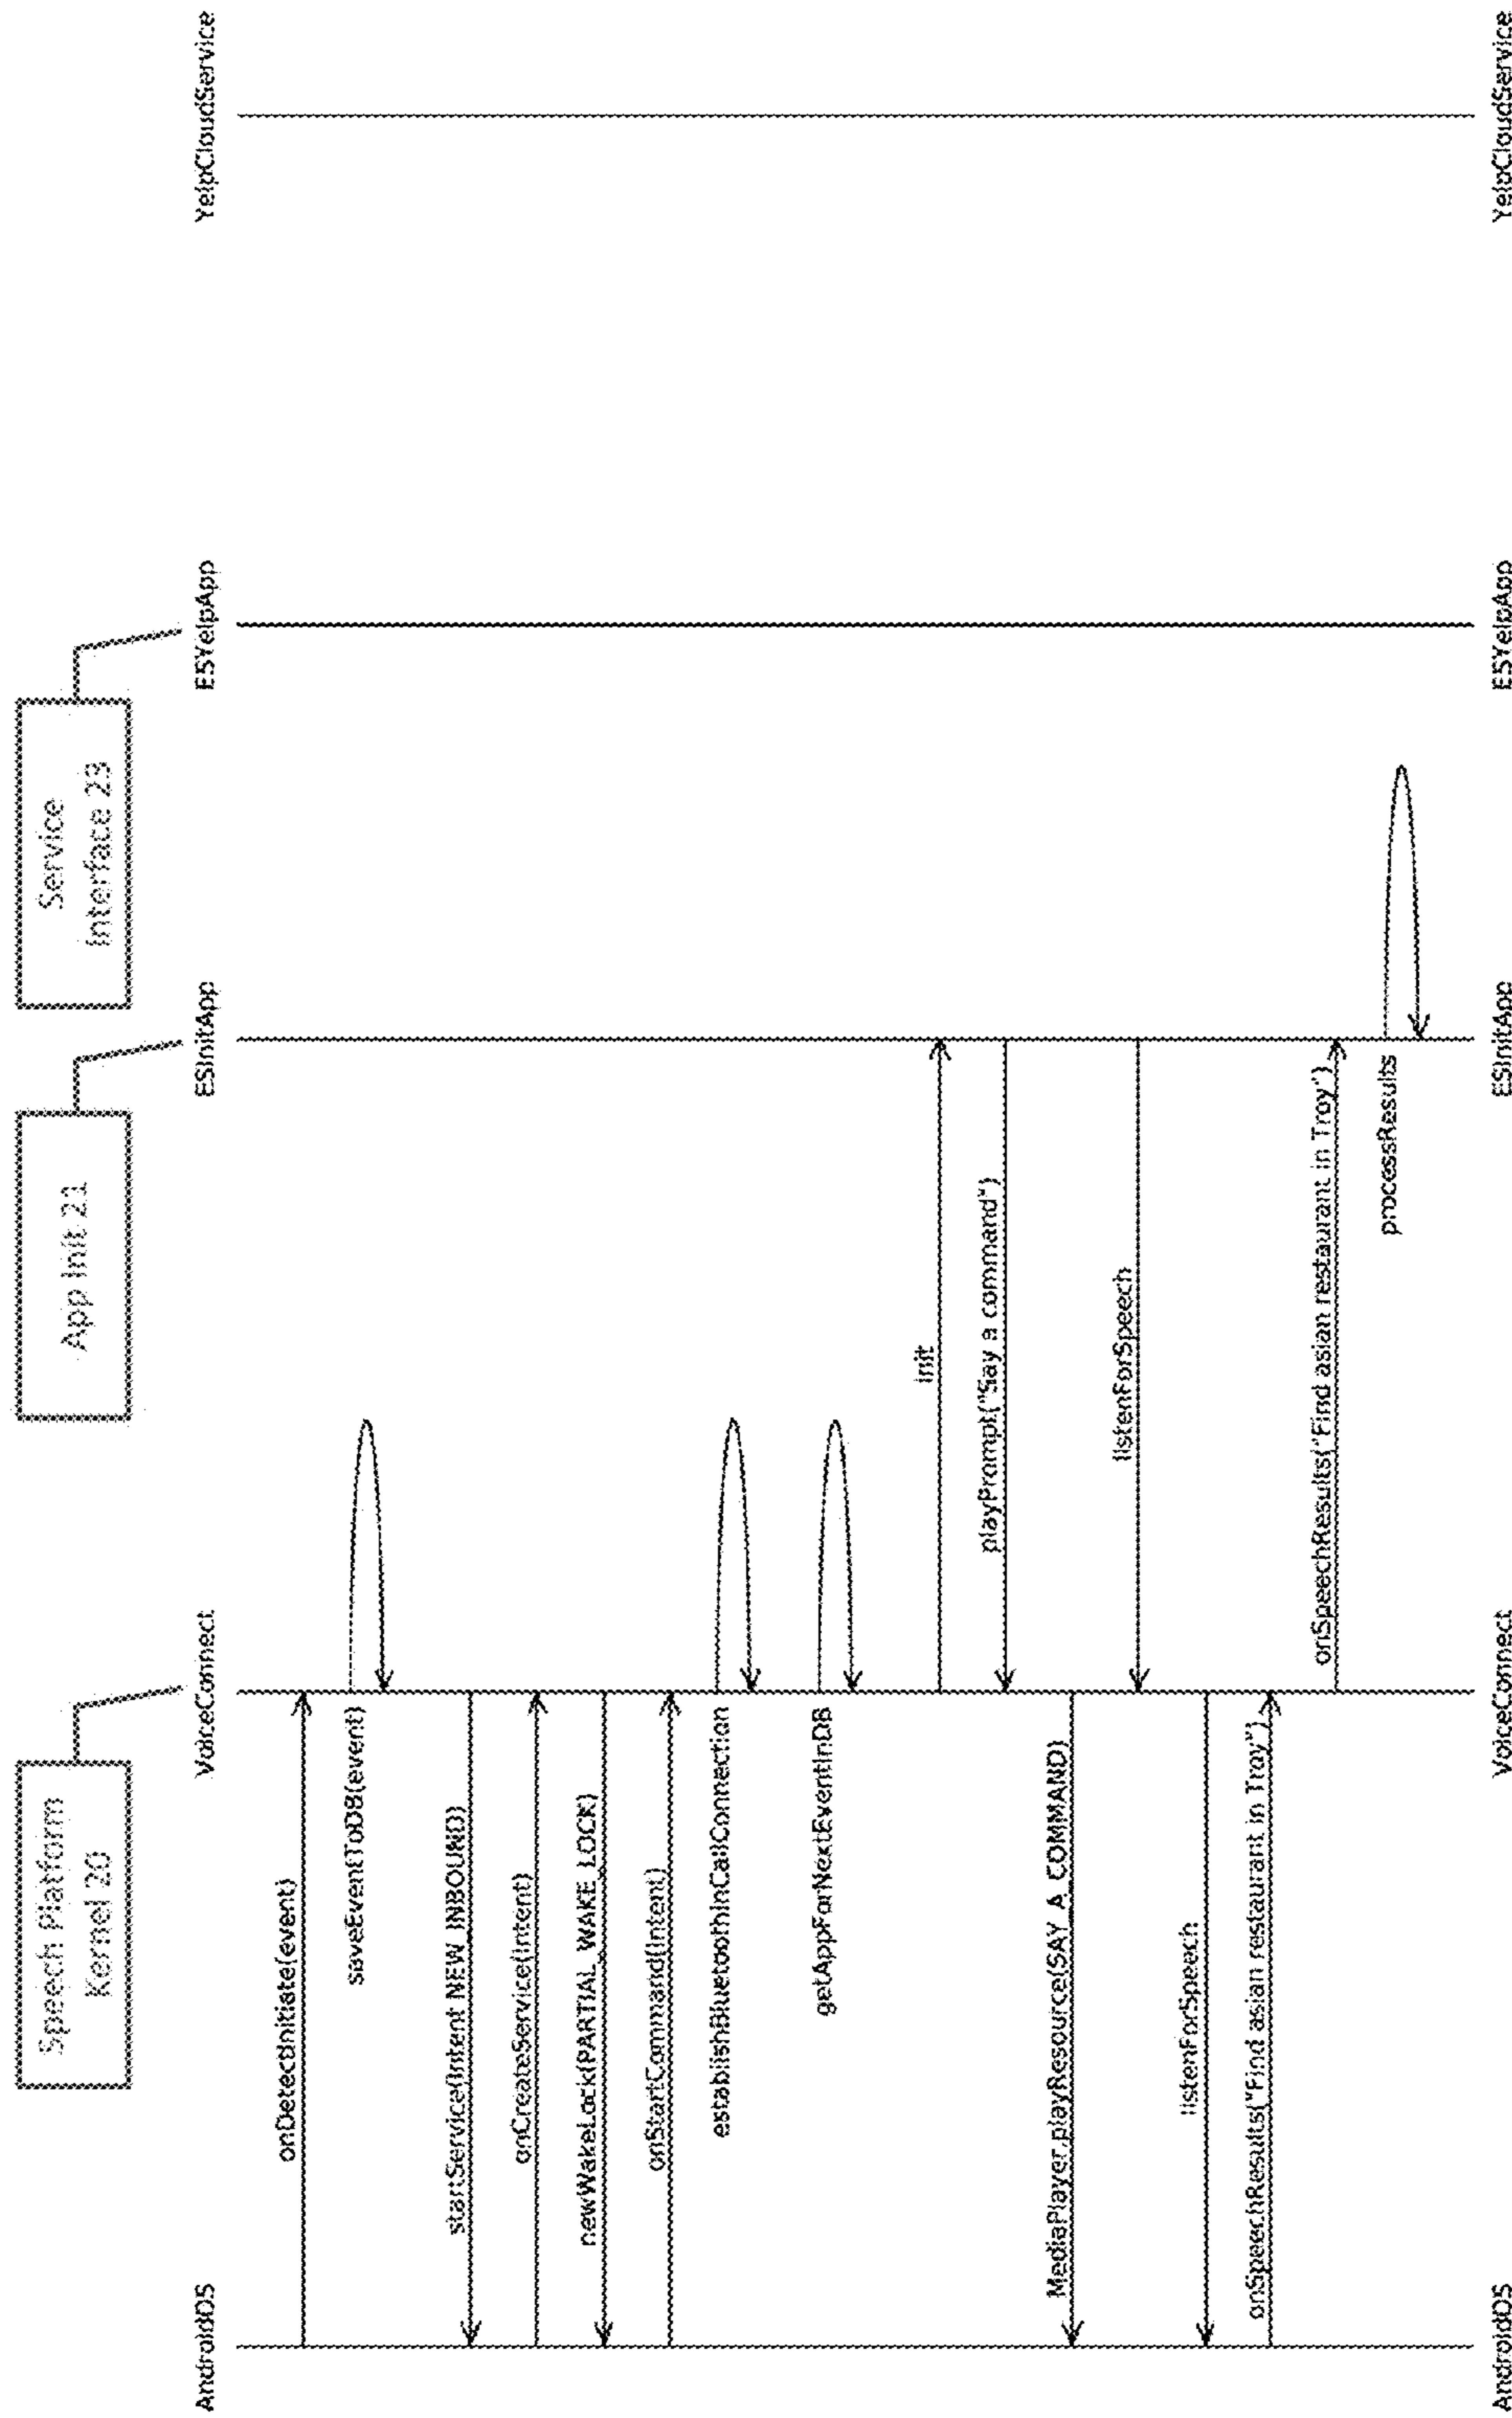 Speech Platform
Kernel 20
App Init 21
Service
Interface 23
AndroidOS
VoiceConnect
ESInitApp
ESYelpApp
YelpCloudService
onDetectInitiate(event)
saveEventToDB(event)
startService(Intent NEW_INBOUND)
onCreateService(Intent)
newWakeLock(PARTIAL_WAKE_LOCK)
onStartCommand(Intent)
establishBluetoothInCallConnection
getAppForNextEventInDB
init
playPrompt("Say a command")
MediaPlayer.playResource(SAY_A_COMMAND)
listenForSpeech
listenForSpeech
onSpeechResults("Find asian restaurant in Troy")
onSpeechResults("Find asian restaurant in Troy")
processResults
AndroidOS
VoiceConnect
ESInitApp
ESYelpApp
YelpCloudService